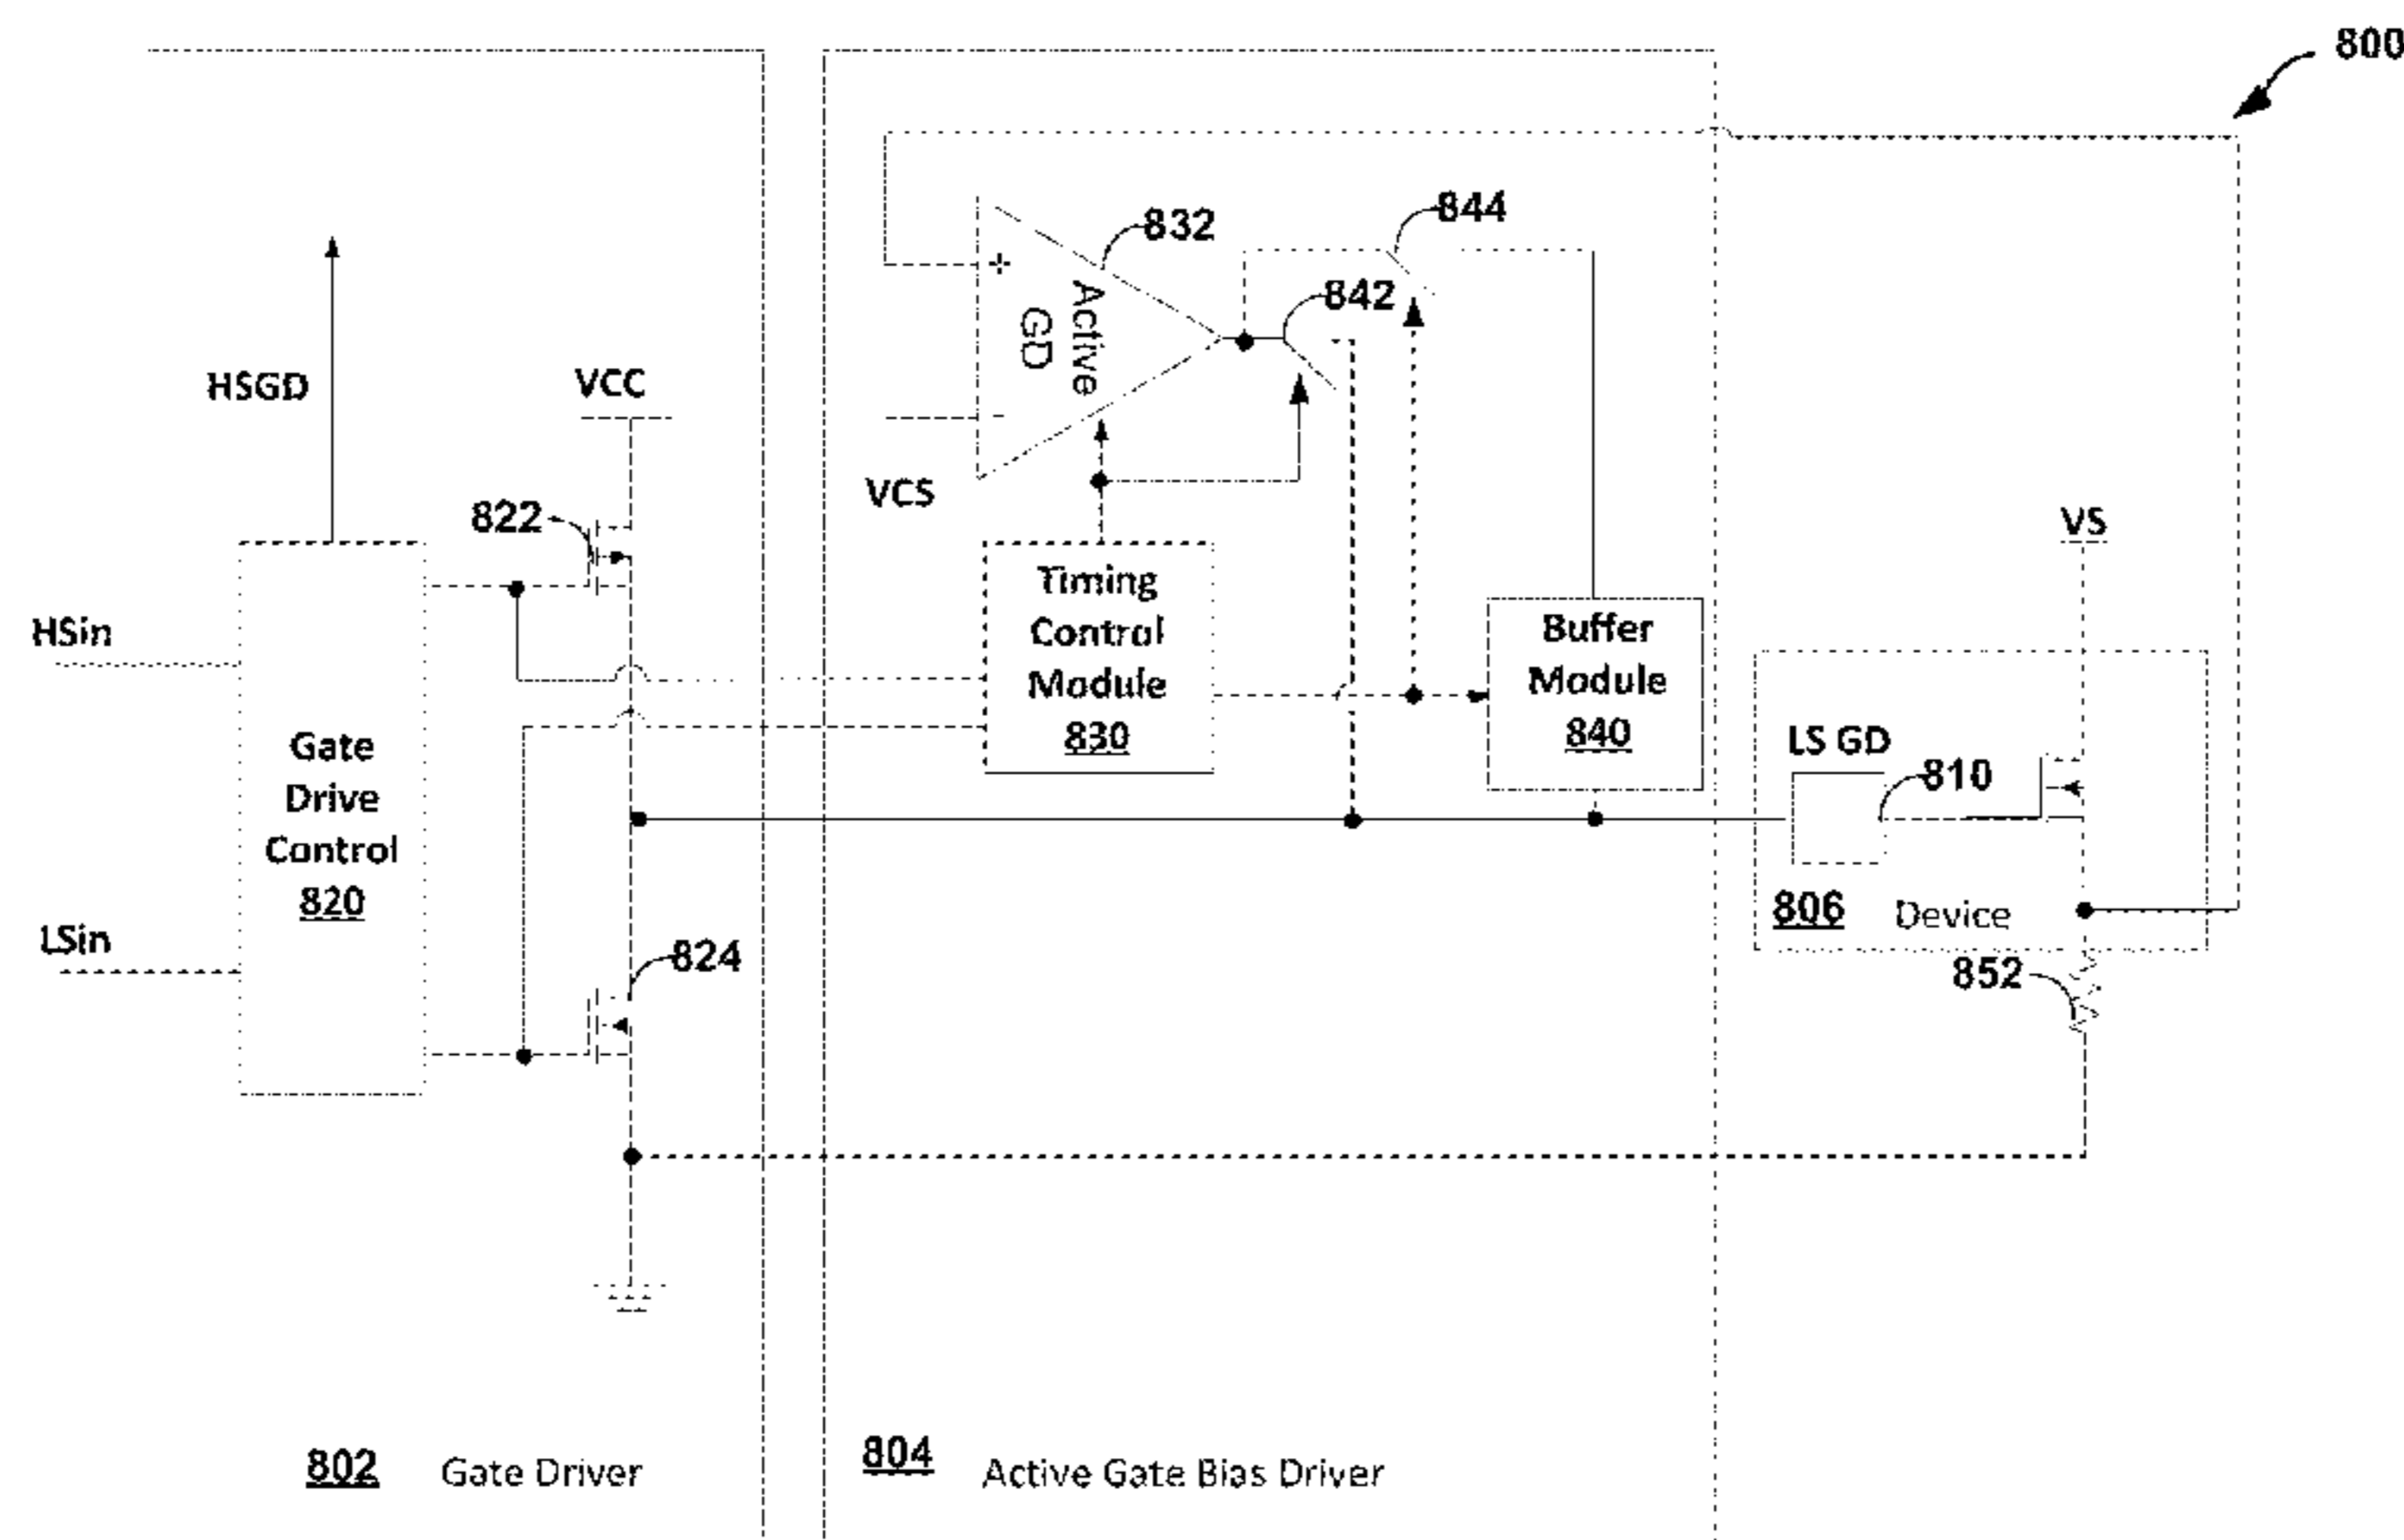 800
844
832
842
+
Active
GD
-
HSGD
VCC
VCS
822
VS
HSin
Timing
Control
Module
830
Buffer
Module
840
Gate
Drive
Control
820
LS GD
810
806
Device
LSin
824
852
802
Gate Driver
804
Active Gate Bias Driver